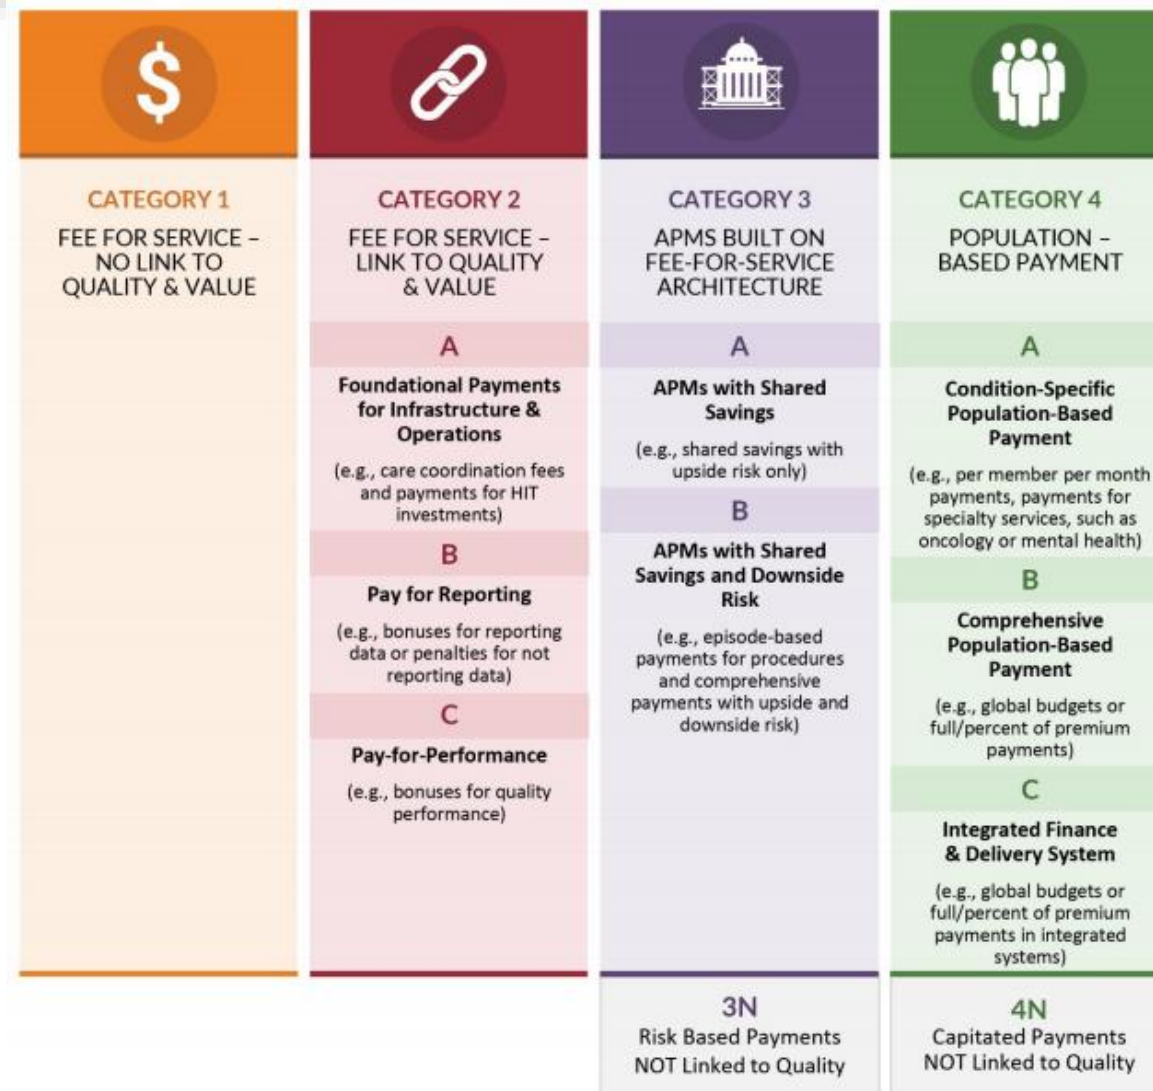 $
CATEGORY 1
FEE FOR SERVICE –
NO LINK TO
QUALITY & VALUE
CATEGORY 2
FEE FOR SERVICE –
LINK TO QUALITY
& VALUE
A
Foundational Payments
for Infrastructure &
Operations
(e.g., care coordination fees
and payments for HIT
investments)
B
Pay for Reporting
(e.g., bonuses for reporting
data or penalties for not
reporting data)
C
Pay-for-Performance
(e.g., bonuses for quality
performance)
CATEGORY 3
APMS BUILT ON
FEE-FOR-SERVICE
ARCHITECTURE
A
APMs with Shared
Savings
(e.g., shared savings with
upside risk only)
B
APMs with Shared
Savings and Downside
Risk
(e.g., episode-based
payments for procedures
and comprehensive
payments with upside and
downside risk)
3N
Risk Based Payments
NOT Linked to Quality
CATEGORY 4
POPULATION –
BASED PAYMENT
A
Condition-Specific
Population-Based
Payment
(e.g., per member per month
payments, payments for
specialty services, such as
oncology or mental health)
B
Comprehensive
Population-Based
Payment
(e.g., global budgets or
full/percent of premium
payments)
C
Integrated Finance
& Delivery System
(e.g., global budgets or
full/percent of premium
payments in integrated
systems)
4N
Capitated Payments
NOT Linked to Quality